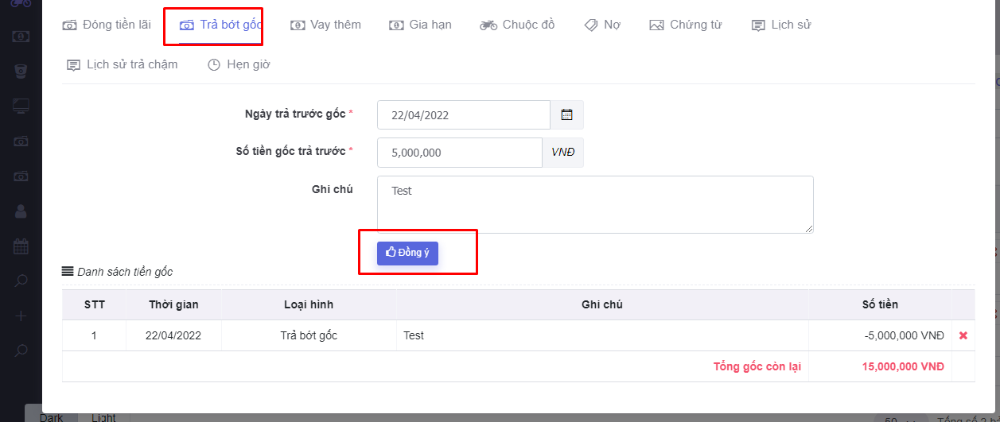 Đóng tiền lãi Trả bớt gốc Vay thêm Gia hạn Chuộc đồ Nợ Chứng từ Lịch sử
Lịch sử trả chậm Hẹn giờ
Ngày trả trước gốc * 22/04/2022
Số tiền gốc trả trước * 5,000,000 VNĐ
Ghi chú Test
Đồng ý
Danh sách tiền gốc
STT Thời gian Loại hình Ghi chú Số tiền
1 22/04/2022 Trả bớt gốc Test -5,000,000 VNĐ
Tổng gốc còn lại 15,000,000 VNĐ
Dark Light 50 Tổng số 2